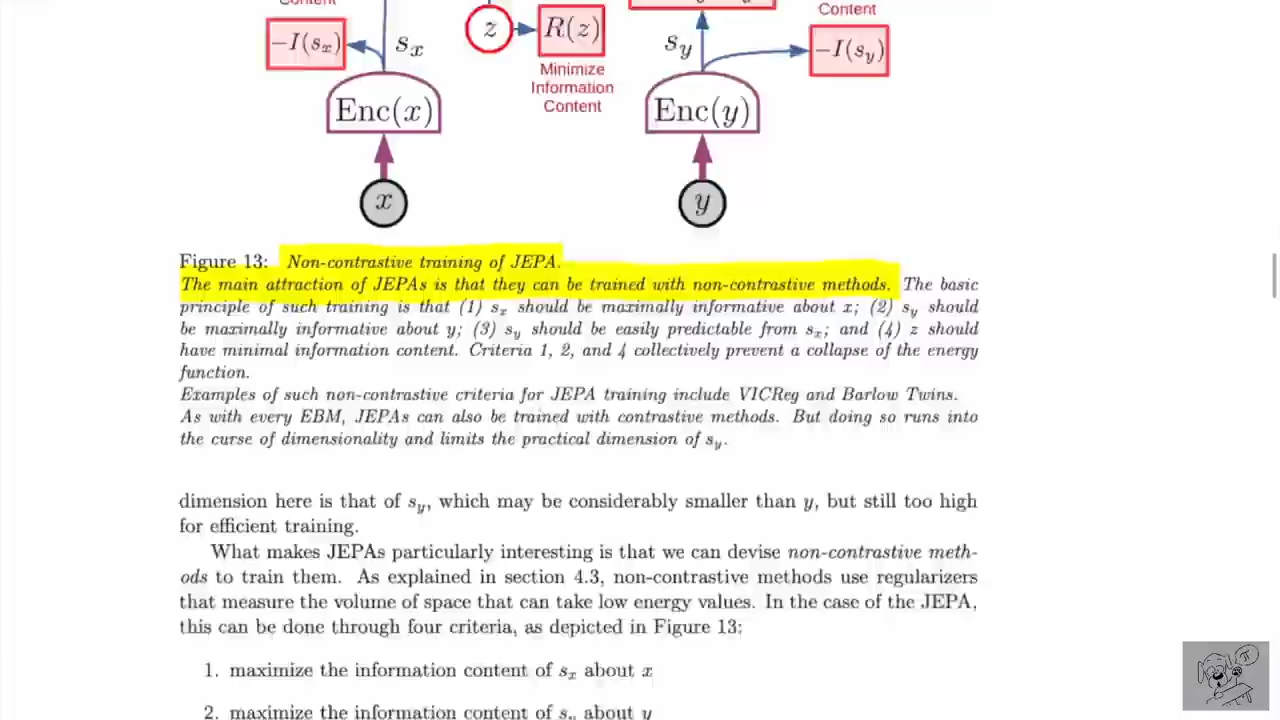 Content
Content
−I(sx)
sx
z
R(z)
sy
−I(sy)
Minimize
Information
Content
Enc(x)
Enc(y)
x
y
Figure 13: Non-contrastive training of JEPA.
The main attraction of JEPAs is that they can be trained with non-contrastive methods. The basic
principle of such training is that (1) sx should be maximally informative about x; (2) sy should
be maximally informative about y; (3) sy should be easily predictable from sx; and (4) z should
have minimal information content. Criteria 1, 2, and 4 collectively prevent a collapse of the energy
function.
Examples of such non-contrastive criteria for JEPA training include VICReg and Barlow Twins.
As with every EBM, JEPAs can also be trained with contrastive methods. But doing so runs into
the curse of dimensionality and limits the practical dimension of sy.
dimension here is that of sy, which may be considerably smaller than y, but still too high
for efficient training.
What makes JEPAs particularly interesting is that we can devise non-contrastive meth-
ods to train them. As explained in section 4.3, non-contrastive methods use regularizers
that measure the volume of space that can take low energy values. In the case of the JEPA,
this can be done through four criteria, as depicted in Figure 13:
1. maximize the information content of sx about x
2. maximize the information content of sy about y